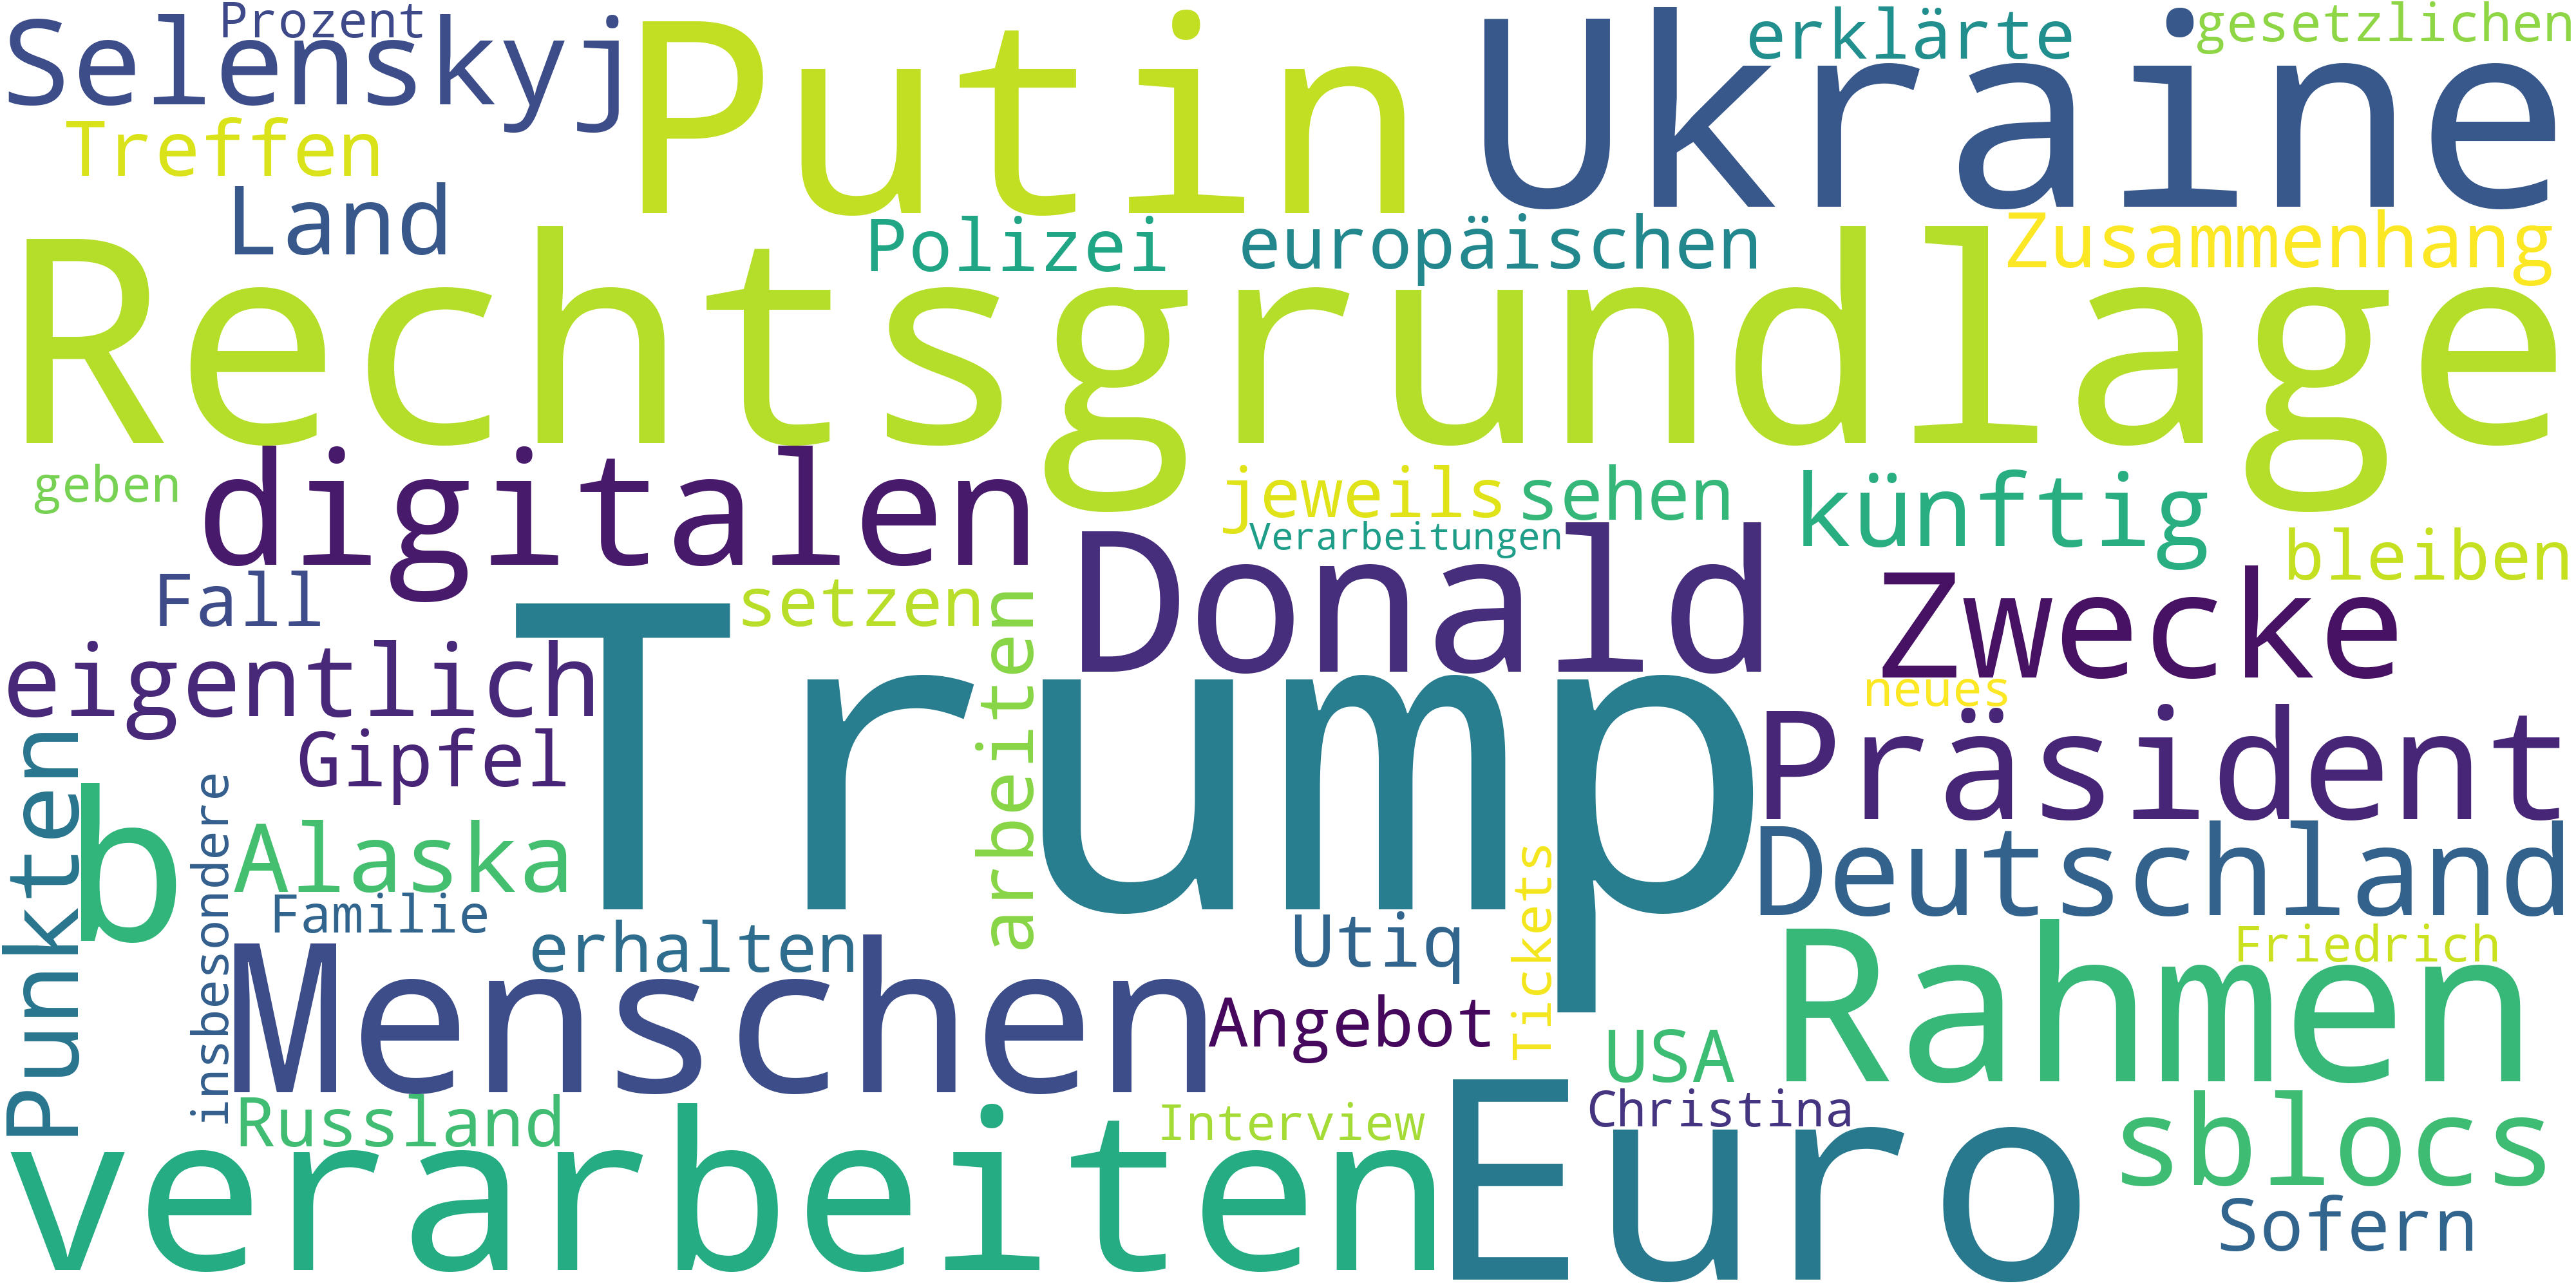 Prozent
Selenskyj
Putin
Ukraine
erklärte
gesetzlichen
Treffen
Land
Polizei
europäischen
Zusammenhang
Rechtsgrundlage
geben
digitalen
jeweils
sehen
künftig
Verarbeitungen
bleiben
Fall
setzen
Donald
Zwecke
eigentlich
arbeiten
Trump
neues
Präsident
Gipfel
Punkten
b
insbesondere
Alaska
Deutschland
Familie
erhalten
Utiq
Tickets
Friedrich
Menschen
Angebot
USA
Rahmen
Russland
Interview
Christina
sblocs
verarbeiten
Euro
Sofern